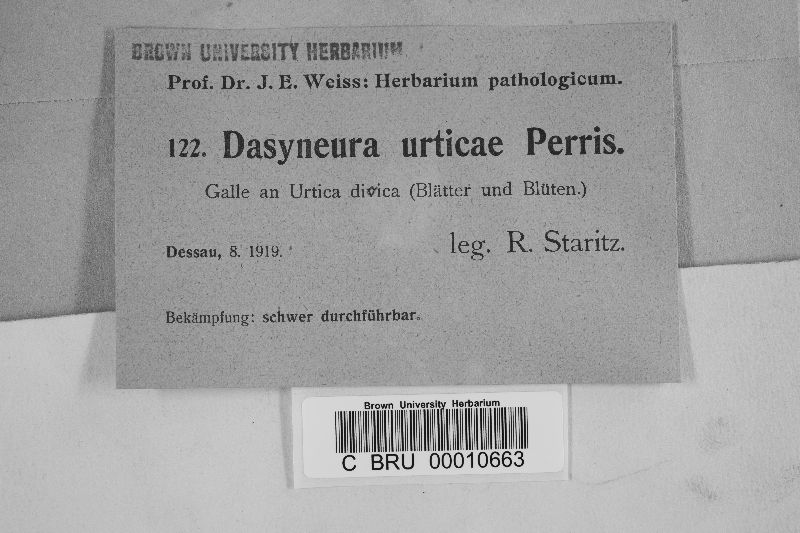 BROWN UNIVERSITY HERBARIUM
Prof. Dr. J. E. Weiss: Herbarium pathologicum.
122. Dasyneura urticae Perris.
Galle an Urtica divica (Blätter und Blüten.)
Dessau, 8. 1919.
leg. R. Staritz.
Bekämpfung: schwer durchführbar.
Brown University Herbarium
C BRU 00010663